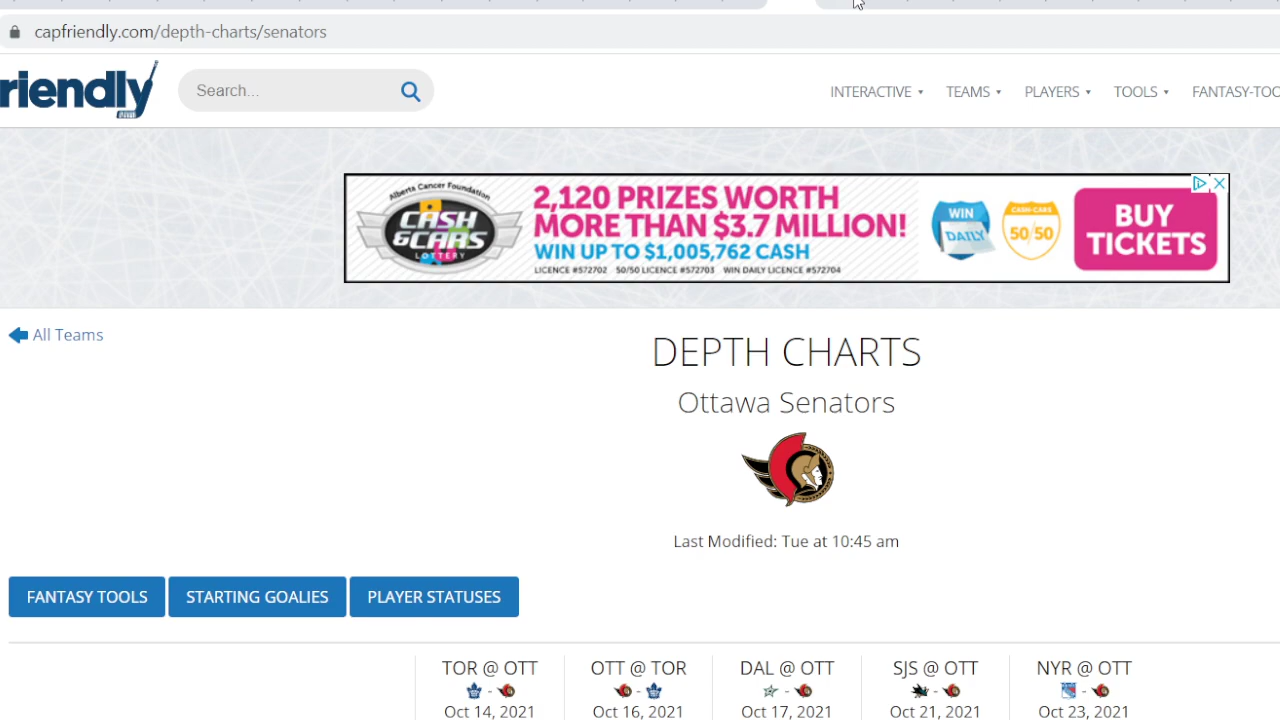 capfriendly.com/depth-charts/senators
riendly
Search...
INTERACTIVE
TEAMS
PLAYERS
TOOLS
FANTASY-TOO
Alberta Cancer Foundation
CASH
&CARS
LOTTERY
2,120 PRIZES WORTH
MORE THAN $3.7 MILLION!
WIN UP TO $1,005,762 CASH
LICENCE #572702 50/50 LICENCE #572703 WIN DAILY LICENCE #572704
WIN
DAILY
CASH+CARS
50/50
BUY
TICKETS
All Teams
DEPTH CHARTS
Ottawa Senators
Last Modified: Tue at 10:45 am
FANTASY TOOLS
STARTING GOALIES
PLAYER STATUSES
TOR @ OTT
-
Oct 14, 2021
OTT @ TOR
-
Oct 16, 2021
DAL @ OTT
-
Oct 17, 2021
SJS @ OTT
-
Oct 21, 2021
NYR @ OTT
-
Oct 23, 2021